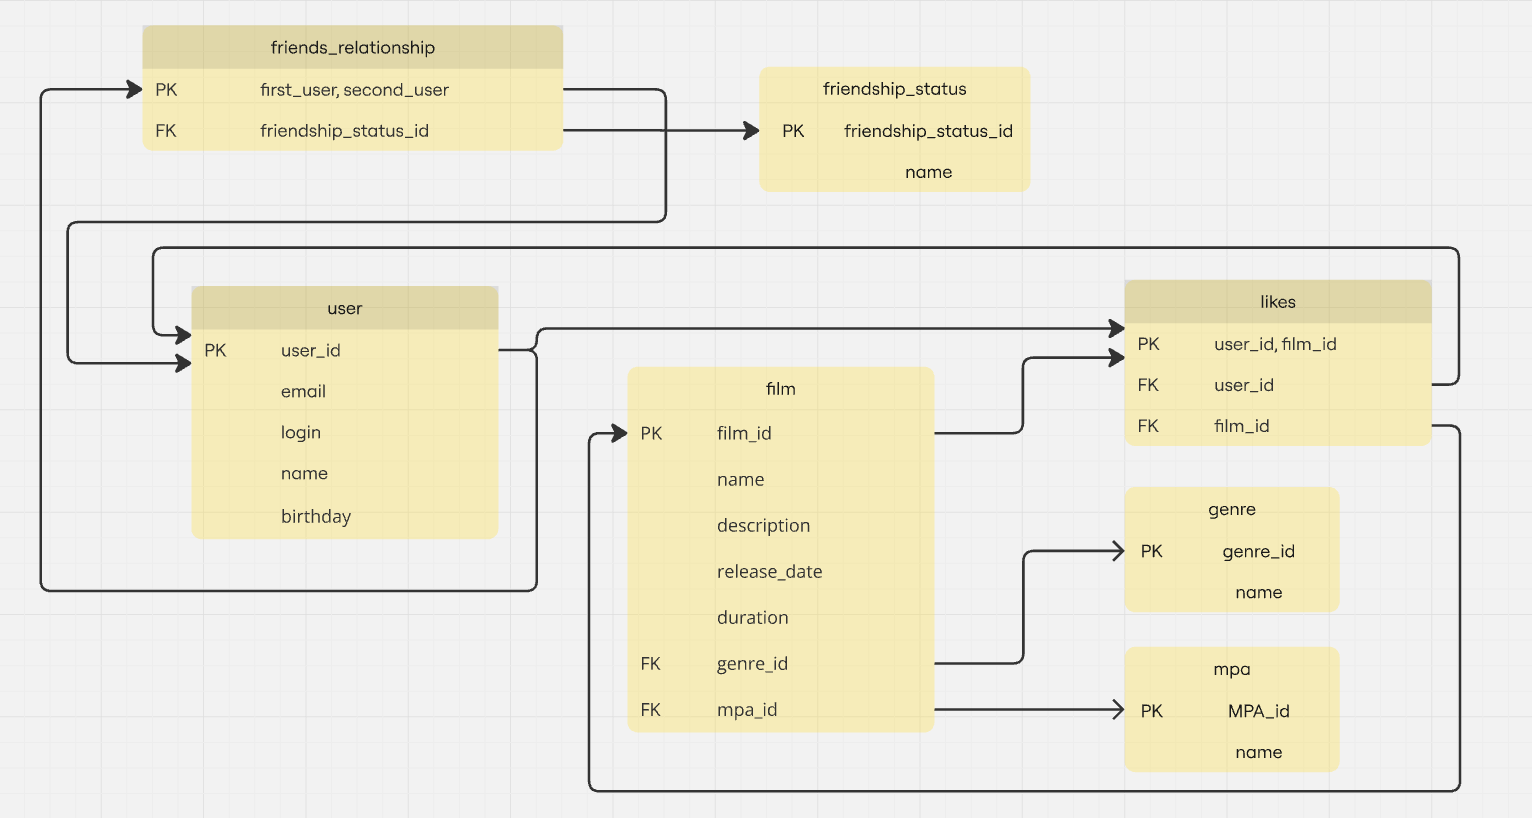 friends_relationship
PK first_user, second_user
FK friendship_status_id
friendship_status
PK friendship_status_id
name
user
PK user_id
email
login
name
birthday
film
PK film_id
name
description
release_date
duration
FK genre_id
FK mpa_id
likes
PK user_id, film_id
FK user_id
FK film_id
genre
PK genre_id
name
mpa
PK MPA_id
name